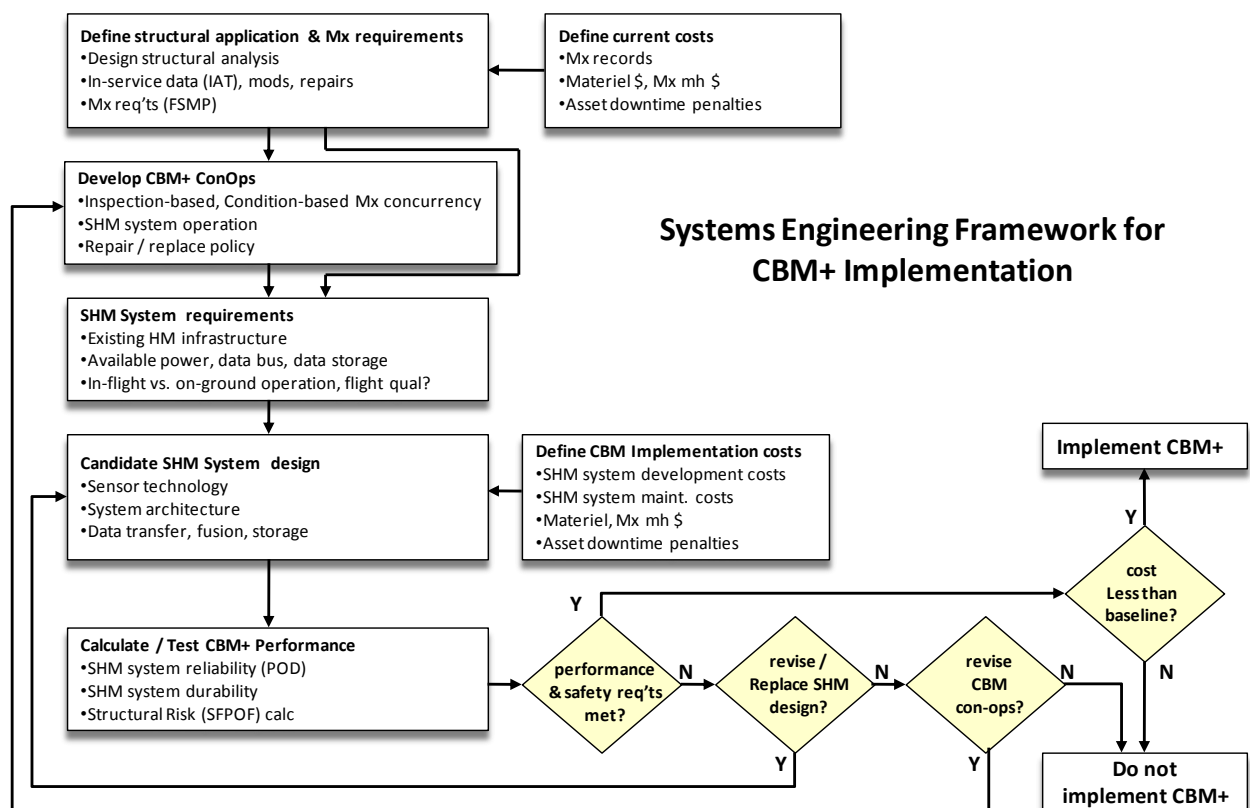 Define structural application & Mx requirements
•Design structural analysis
•In-service data (IAT), mods, repairs
•Mx req'ts (FSMP)
Define current costs
•Mx records
•Materiel $, Mx mh $
•Asset downtime penalties
Develop CBM+ ConOps
•Inspection-based, Condition-based Mx concurrency
•SHM system operation
•Repair / replace policy
Systems Engineering Framework for
CBM+ Implementation
SHM System requirements
•Existing HM infrastructure
•Available power, data bus, data storage
•In-flight vs. on-ground operation, flight qual?
Candidate SHM System design
•Sensor technology
•System architecture
•Data transfer, fusion, storage
Define CBM Implementation costs
•SHM system development costs
•SHM system maint. costs
•Materiel, Mx mh $
•Asset downtime penalties
Implement CBM+
Y
cost
Less than
baseline?
N
Calculate / Test CBM+ Performance
•SHM system reliability (POD)
•SHM system durability
•Structural Risk (SFPOF) calc
Y
performance
& safety req'ts
met?
N
revise /
Replace SHM
design?
N
Y
revise
CBM
con-ops?
N
Y
Do not
implement CBM+